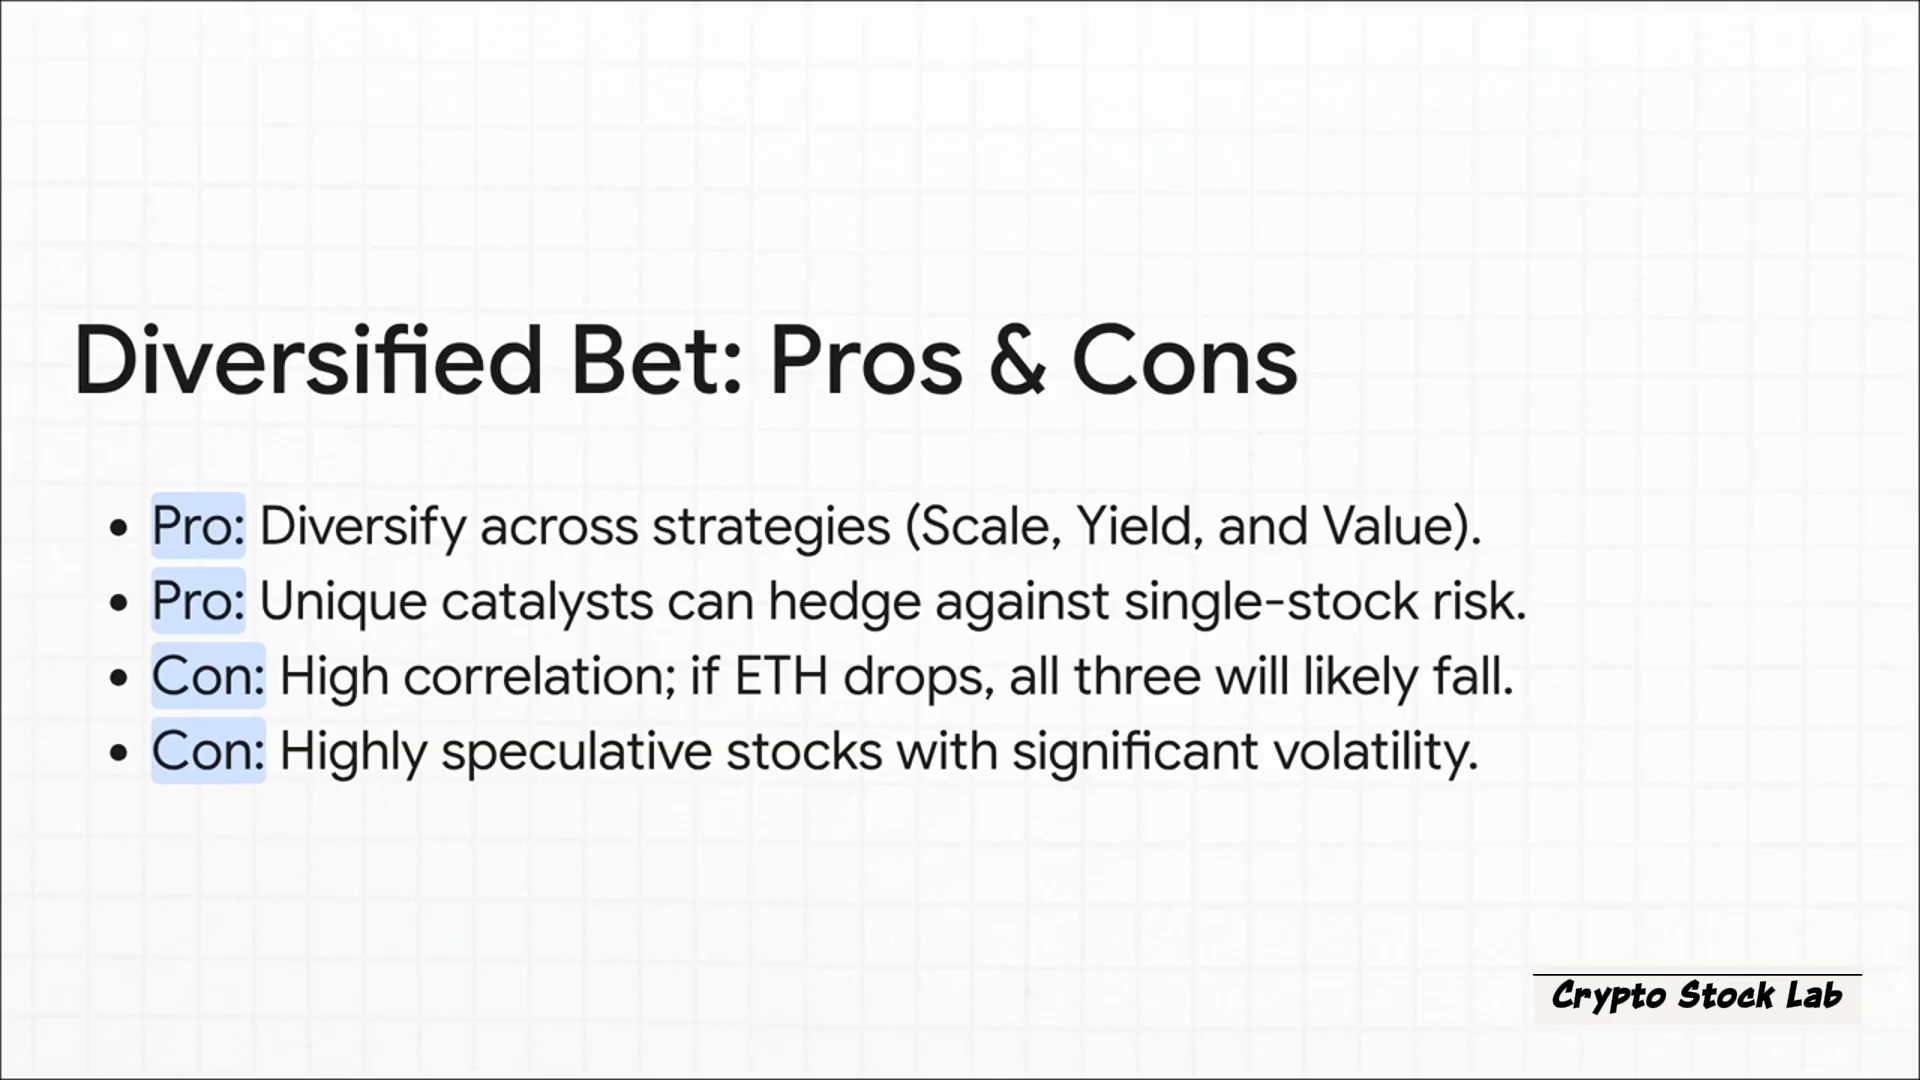 Diversified Bet: Pros & Cons
• Pro: Diversify across strategies (Scale, Yield, and Value).
• Pro: Unique catalysts can hedge against single-stock risk.
• Con: High correlation; if ETH drops, all three will likely fall.
• Con: Highly speculative stocks with significant volatility.
Crypto Stock Lab